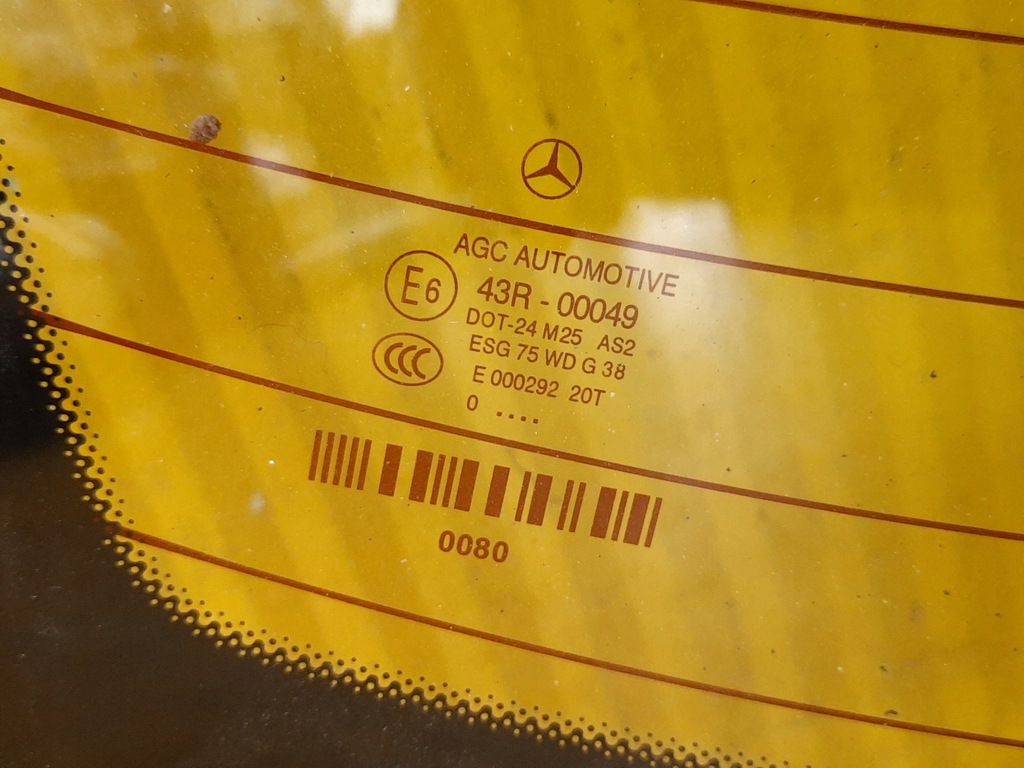 AGC AUTOMOTIVE
E6
43R - 00049
DOT-24 M25 AS2
CCC
ESG 75 WD G 38
E 000292 20T
0 ....
0080